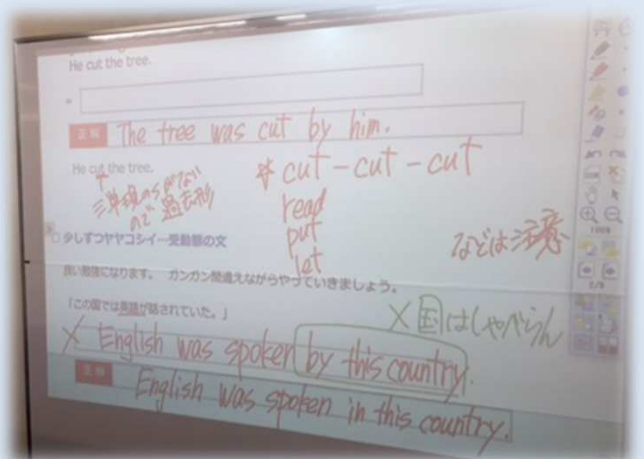 He cut the tree.
=
正解 The tree was cut by him.
He cut the tree.
↑
三単現のsがない
ので 過去形
* cut - cut - cut
read
put
let
などは注意
少しずつヤヤコシイ…受動態の文
良い勉強になります。 ガンガン間違えながらやっていきましょう。
「この国では英語が話されていた。」
× 国はしゃべらん
× English was spoken by this country.
正解 English was spoken in this country.